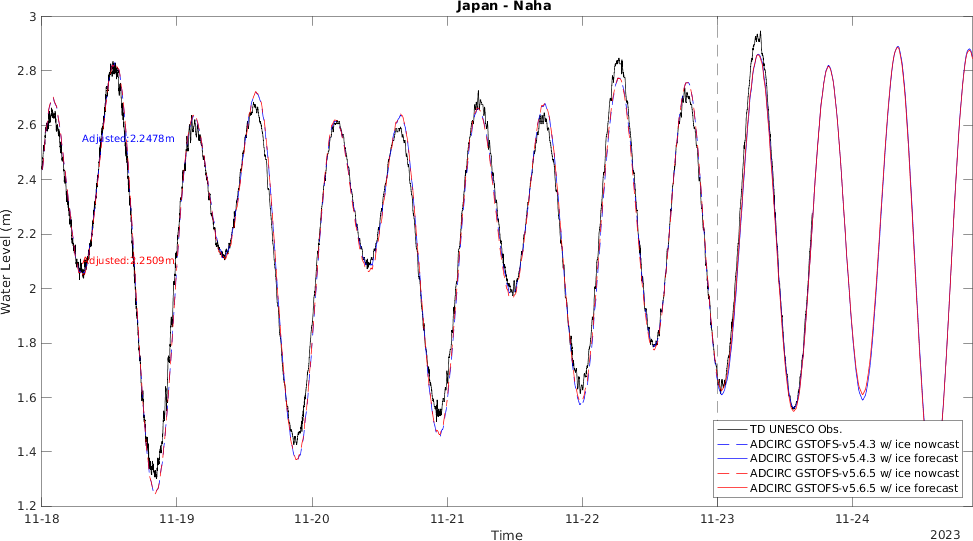 Japan - Naha
Water Level (m)
3
2.8
2.6
2.4
2.2
2
1.8
1.6
1.4
1.2
Adjusted:2.2478m
Adjusted:2.2509m
TD UNESCO Obs.
ADCIRC GSTOFS-v5.4.3 w/ ice nowcast
ADCIRC GSTOFS-v5.4.3 w/ ice forecast
ADCIRC GSTOFS-v5.6.5 w/ ice nowcast
ADCIRC GSTOFS-v5.6.5 w/ ice forecast
11-18 11-19 11-20 11-21 11-22 11-23 11-24
Time
2023